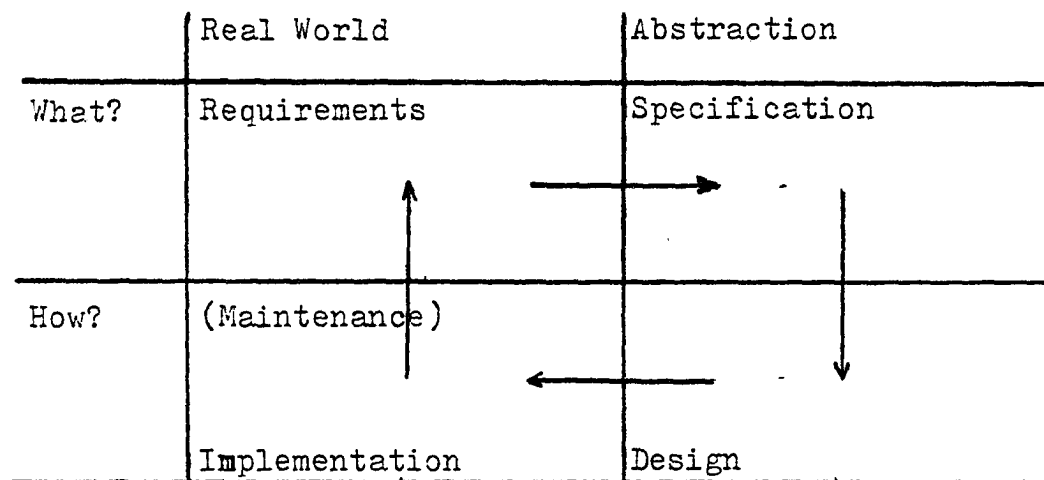 Real World Abstraction
What? Requirements Specification
How? (Maintenance)
Implementation Design